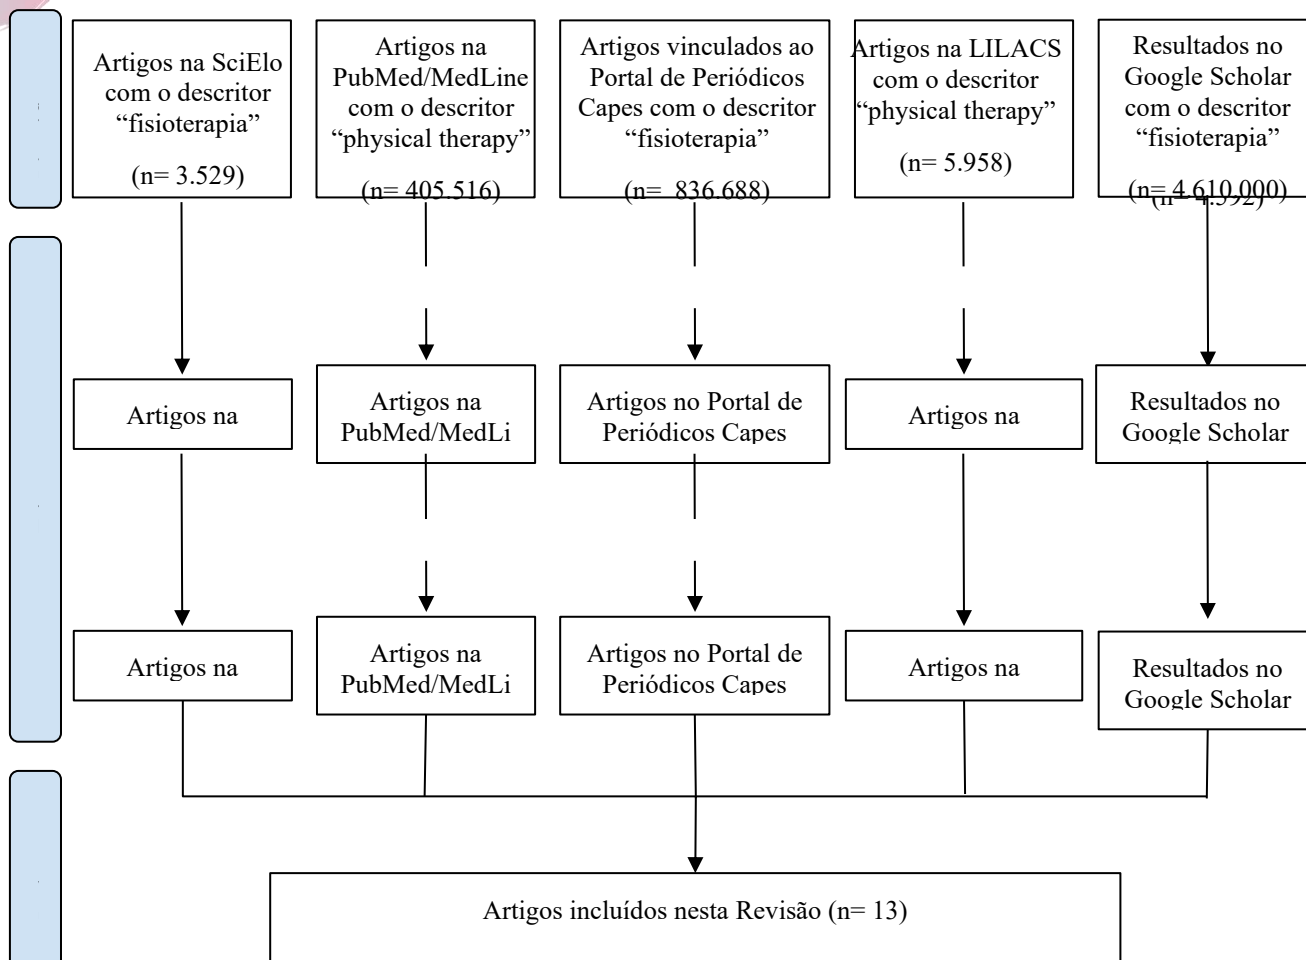 Artigos na SciElo
com o descritor
“fisioterapia”
(n= 3.529)
Artigos na
PubMed/MedLine
com o descritor
“physical therapy”
(n= 405.516)
Artigos vinculados ao
Portal de Periódicos
Capes com o descritor
“fisioterapia”
(n= 836.688)
Artigos na LILACS
com o descritor
“physical therapy”
(n= 5.958)
Resultados no
Google Scholar
com o descritor
“fisioterapia”
(n= 4.610.000)
Artigos na
Artigos na
PubMed/MedLi
Artigos no Portal de
Periódicos Capes
Artigos na
Resultados no
Google Scholar
Artigos na
Artigos na
PubMed/MedLi
Artigos no Portal de
Periódicos Capes
Artigos na
Resultados no
Google Scholar
Artigos incluídos nesta Revisão (n= 13)